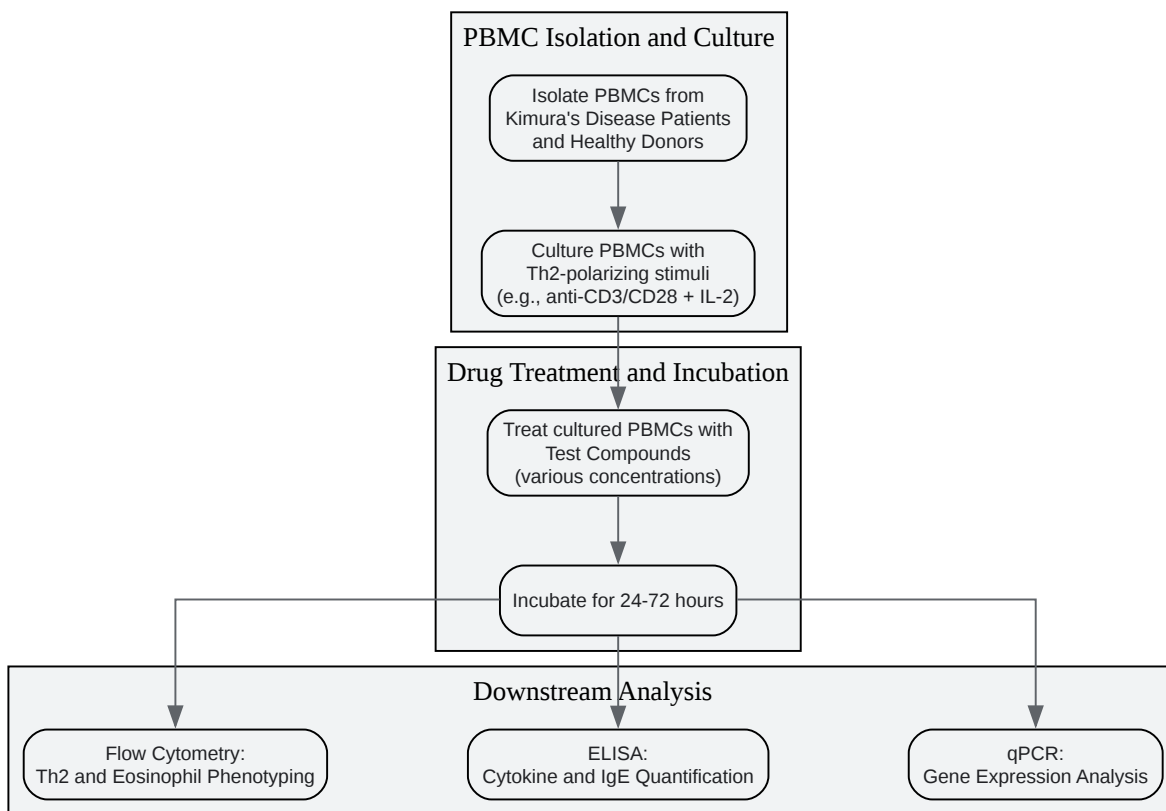 PBMC Isolation and Culture
Isolate PBMCs from
Kimura's Disease Patients
and Healthy Donors
Culture PBMCs with
Th2-polarizing stimuli
(e.g., anti-CD3/CD28 + IL-2)
Drug Treatment and Incubation
Treat cultured PBMCs with
Test Compounds
(various concentrations)
Incubate for 24-72 hours
Downstream Analysis
Flow Cytometry:
Th2 and Eosinophil Phenotyping
ELISA:
Cytokine and IgE Quantification
qPCR:
Gene Expression Analysis